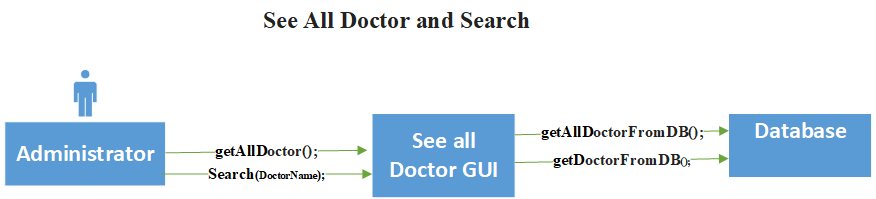 See All Doctor and Search
Administrator
getAllDoctor();
Search(DoctorName);
See all
Doctor GUI
getAllDoctorFromDB();
getDoctorFromDB();
Database